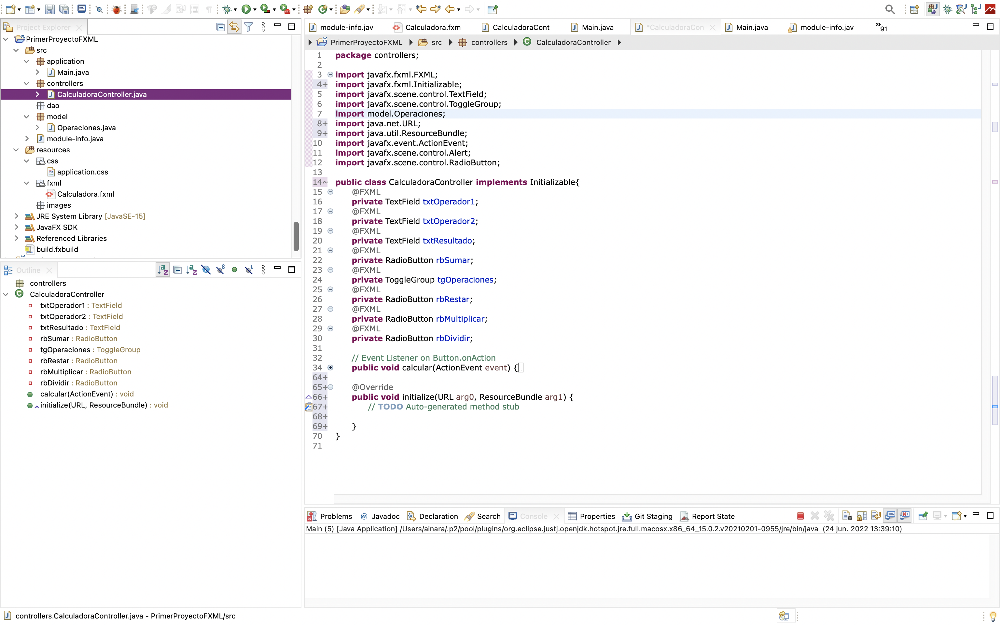 Project Explorer
PrimerProyectoFXML
src
application
Main.java
controllers
CalculadoraController.java
dao
model
Operaciones.java
module-info.java
resources
css
application.css
fxml
Calculadora.fxml
images
JRE System Library [JavaSE-15]
JavaFX SDK
Referenced Libraries
build.fxbuild
Outline
controllers
CalculadoraController
txtOperador1 : TextField
txtOperador2 : TextField
txtResultado : TextField
rbSumar : RadioButton
tgOperaciones : ToggleGroup
rbRestar : RadioButton
rbMultiplicar : RadioButton
rbDividir : RadioButton
calcular(ActionEvent) : void
initialize(URL, ResourceBundle) : void
module-info.jav
Calculadora.fxm
CalculadoraCont
Main.java
*CalculadoraCon
Main.java
module-info.jav
»91
PrimerProyectoFXML
src
controllers
CalculadoraController
1 package controllers;
2
3 import javafx.fxml.FXML;
4+ import javafx.fxml.Initializable;
5 import javafx.scene.control.TextField;
6 import javafx.scene.control.ToggleGroup;
7 import model.Operaciones;
8+ import java.net.URL;
9+ import java.util.ResourceBundle;
10 import javafx.event.ActionEvent;
11 import javafx.scene.control.Alert;
12 import javafx.scene.control.RadioButton;
13
14~ public class CalculadoraController implements Initializable{
15 @FXML
16 private TextField txtOperador1;
17 @FXML
18 private TextField txtOperador2;
19 @FXML
20 private TextField txtResultado;
21 @FXML
22 private RadioButton rbSumar;
23 @FXML
24 private ToggleGroup tgOperaciones;
25 @FXML
26 private RadioButton rbRestar;
27 @FXML
28 private RadioButton rbMultiplicar;
29 @FXML
30 private RadioButton rbDividir;
31
32 // Event Listener on Button.onAction
34 public void calcular(ActionEvent event) {
64+
65+ @Override
66+ public void initialize(URL arg0, ResourceBundle arg1) {
67+ // TODO Auto-generated method stub
68+
69+ }
70 }
71
Problems
Javadoc
Declaration
Search
Console
Properties
Git Staging
Report State
Main (5) [Java Application] /Users/ainara/.p2/pool/plugins/org.eclipse.justj.openjdk.hotspot.jre.full.macosx.x86_64_15.0.2.v20210201-0955/jre/bin/java (24 jun. 2022 13:39:10)
controllers.CalculadoraController.java - PrimerProyectoFXML/src